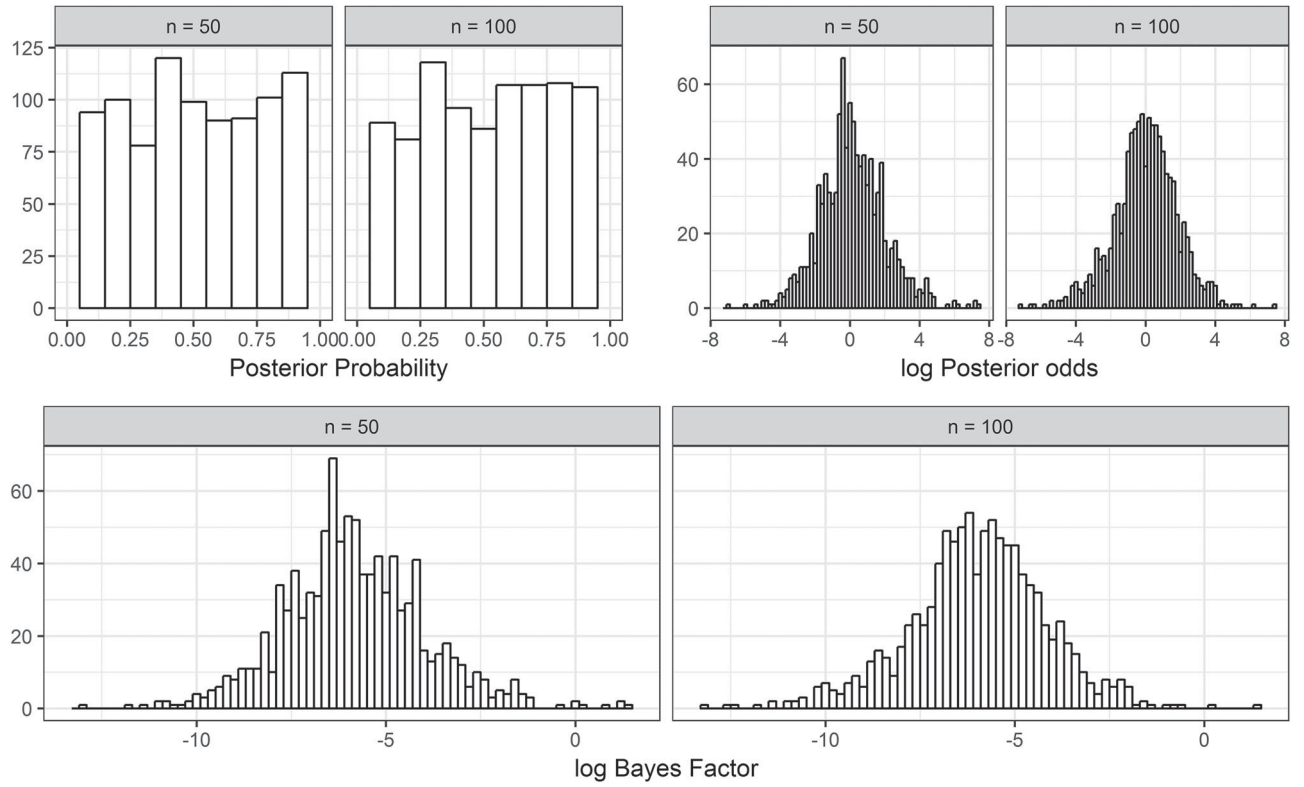 n = 50
n = 100
125
100
75
50
25
0
0.00 0.25 0.50 0.75 1.00
0.00 0.25 0.50 0.75 1.00
Posterior Probability
n = 50
n = 100
60
40
20
0
-8 -4 0 4 8
-8 -4 0 4 8
log Posterior odds
n = 50
n = 100
60
40
20
0
-10 -5 0
-10 -5 0
log Bayes Factor